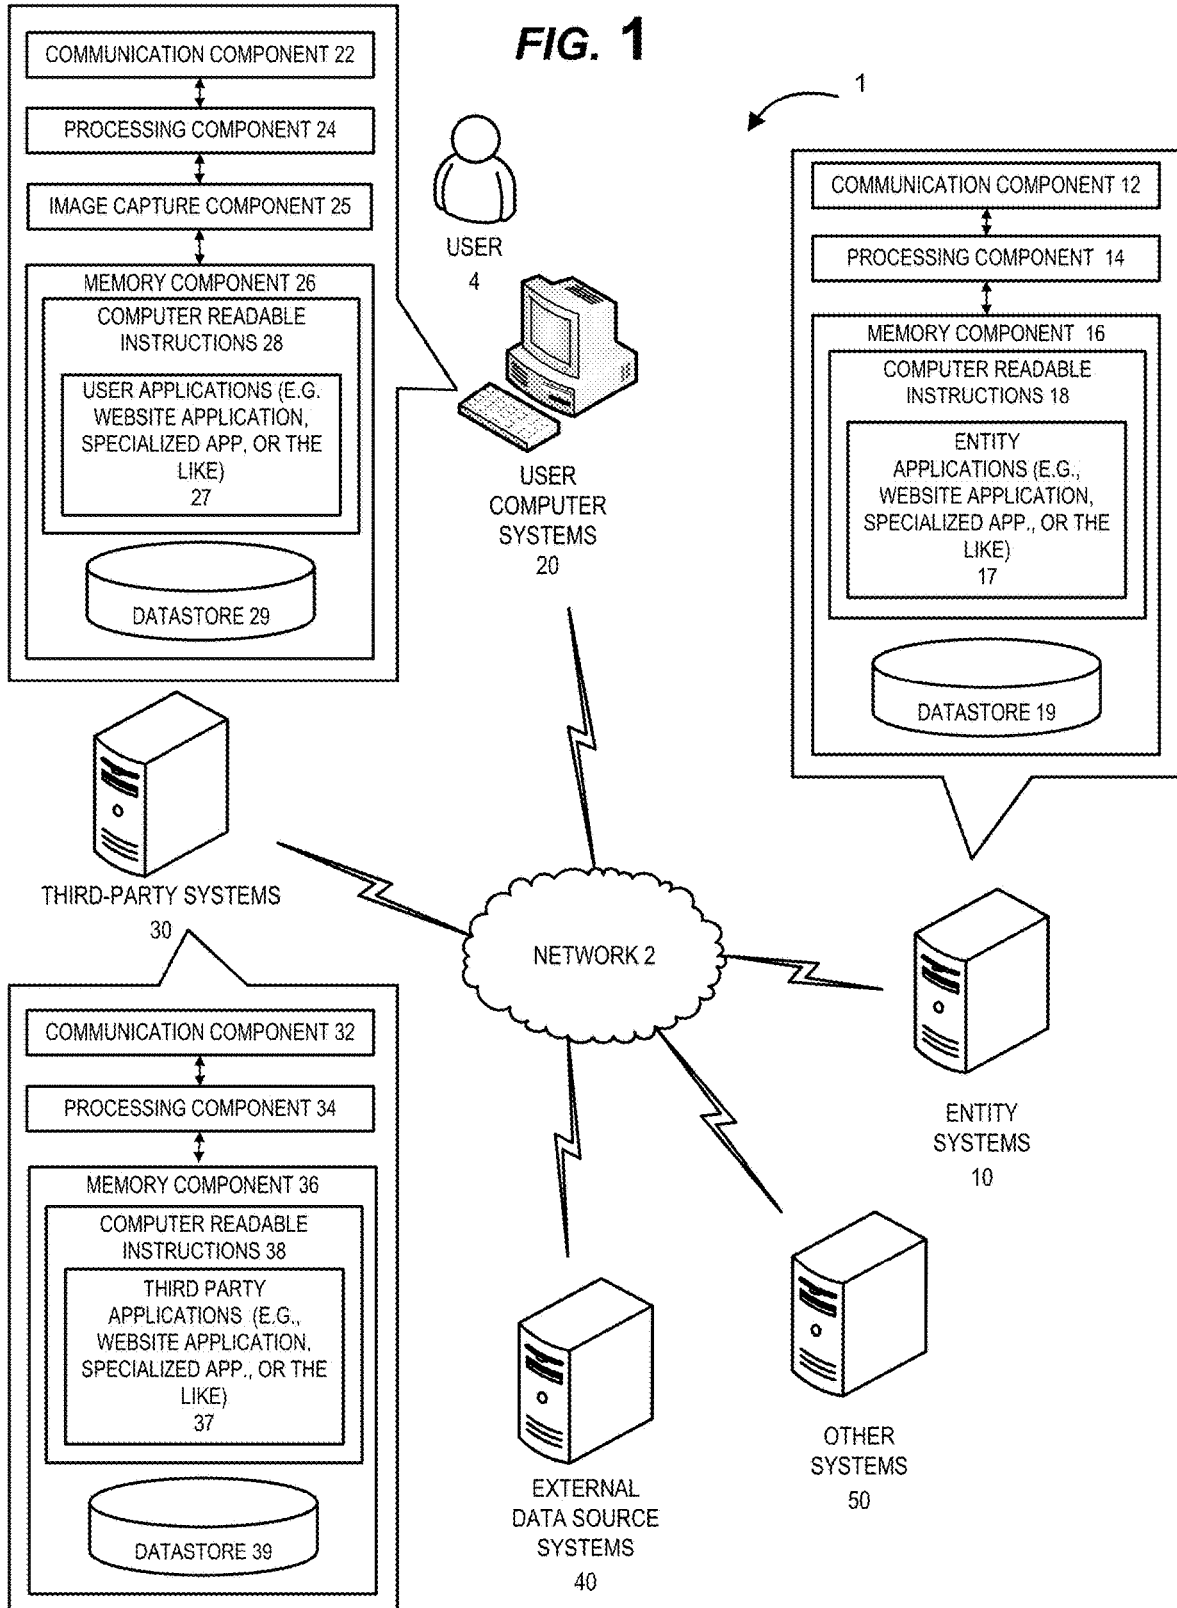 FIG. 1
1
COMMUNICATION COMPONENT 22
PROCESSING COMPONENT 24
IMAGE CAPTURE COMPONENT 25
MEMORY COMPONENT 26
COMPUTER READABLE
INSTRUCTIONS 28
USER APPLICATIONS (E.G.
WEBSITE APPLICATION,
SPECIALIZED APP, OR THE
LIKE)
27
DATASTORE 29
USER
4
USER
COMPUTER
SYSTEMS
20
COMMUNICATION COMPONENT 12
PROCESSING COMPONENT 14
MEMORY COMPONENT 16
COMPUTER READABLE
INSTRUCTIONS 18
ENTITY
APPLICATIONS (E.G.,
WEBSITE APPLICATION,
SPECIALIZED APP., OR THE
LIKE)
17
DATASTORE 19
THIRD-PARTY SYSTEMS
30
NETWORK 2
ENTITY
SYSTEMS
10
COMMUNICATION COMPONENT 32
PROCESSING COMPONENT 34
MEMORY COMPONENT 36
COMPUTER READABLE
INSTRUCTIONS 38
THIRD PARTY
APPLICATIONS (E.G.,
WEBSITE APPLICATION,
SPECIALIZED APP., OR THE
LIKE)
37
DATASTORE 39
EXTERNAL
DATA SOURCE
SYSTEMS
40
OTHER
SYSTEMS
50